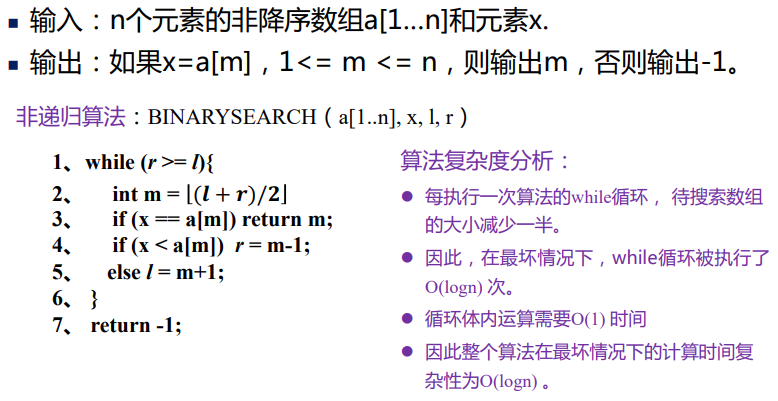 ▪ 输入：n个元素的非降序数组a[1...n]和元素x.
▪ 输出：如果x=a[m]，1<= m <= n，则输出m，否则输出-1。
非递归算法：BINARYSEARCH（a[1..n], x, l, r）
1、while (r >= l){
2、 int m = ⌊(l + r)/2⌋
3、 if (x == a[m]) return m;
4、 if (x < a[m]) r = m-1;
5、 else l = m+1;
6、 }
7、 return -1;
算法复杂度分析：
● 每执行一次算法的while循环， 待搜索数组
的大小减少一半。
● 因此，在最坏情况下，while循环被执行了
O(logn) 次。
● 循环体内运算需要O(1) 时间
● 因此整个算法在最坏情况下的计算时间复
杂性为O(logn) 。